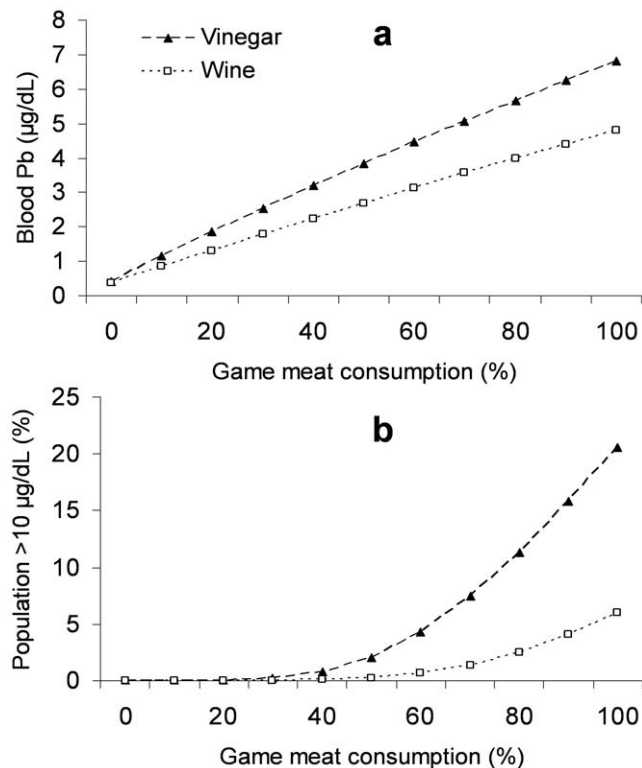 a
Vinegar
Wine
Blood Pb (µg/dL)
8
7
6
5
4
3
2
1
0
0 20 40 60 80 100
Game meat consumption (%)
b
Population >10 µg/dL (%)
25
20
15
10
5
0
0 20 40 60 80 100
Game meat consumption (%)